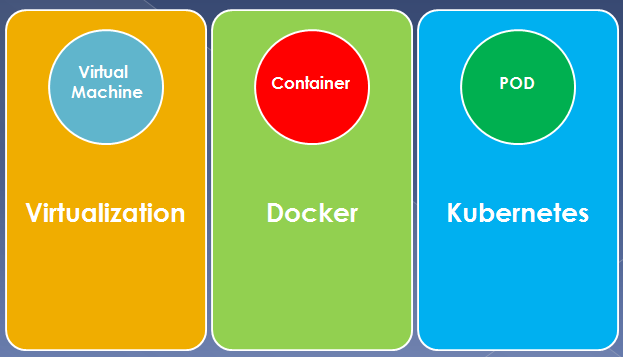 Virtual
Machine
Virtualization
Container
Docker
POD
Kubernetes